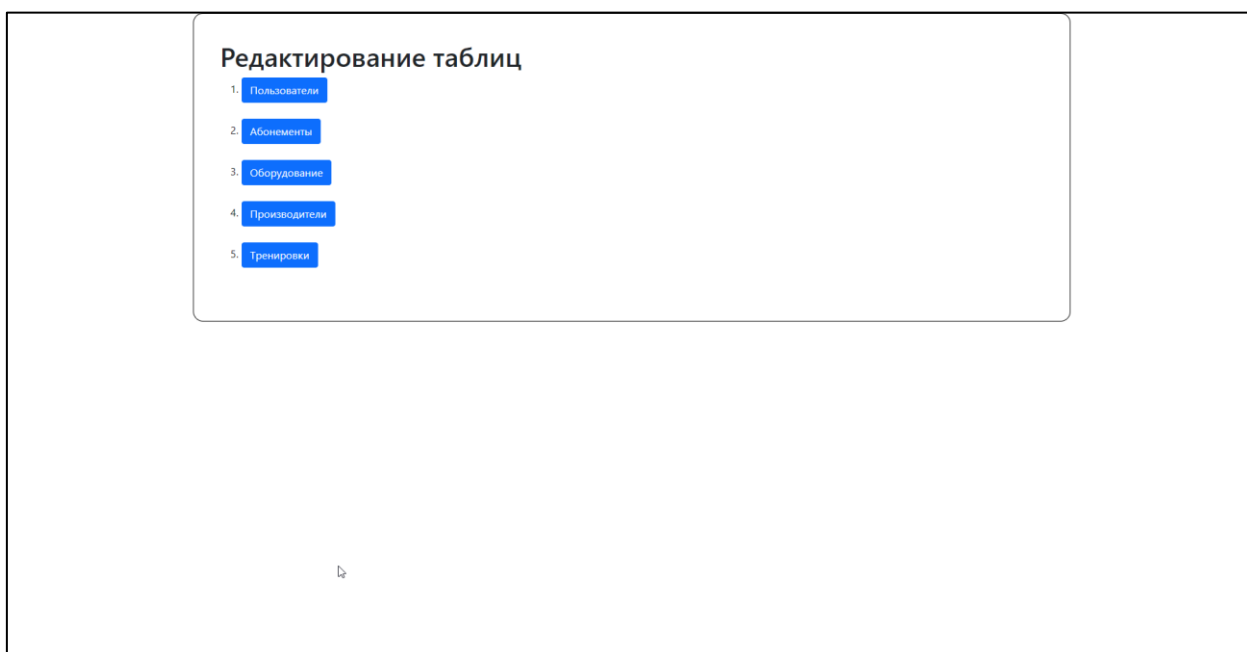 Редактирование таблиц
1. Пользователи
2. Абонементы
3. Оборудование
4. Производители
5. Тренировки